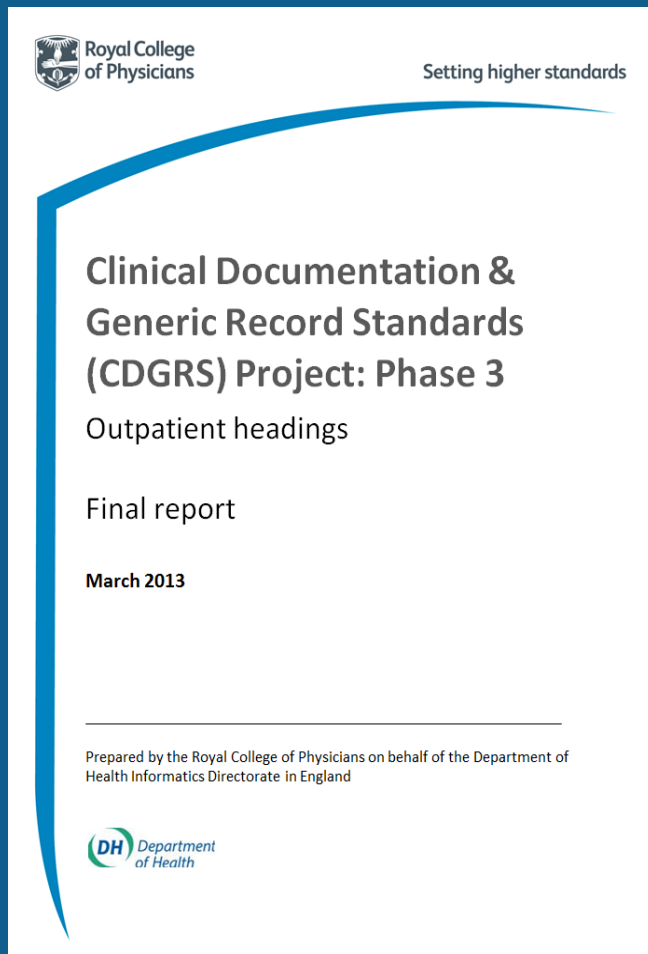 Royal College
of Physicians
Setting higher standards
Clinical Documentation &
Generic Record Standards
(CDGRS) Project: Phase 3
Outpatient headings
Final report
March 2013
Prepared by the Royal College of Physicians on behalf of the Department of
Health Informatics Directorate in England
DH Department
of Health